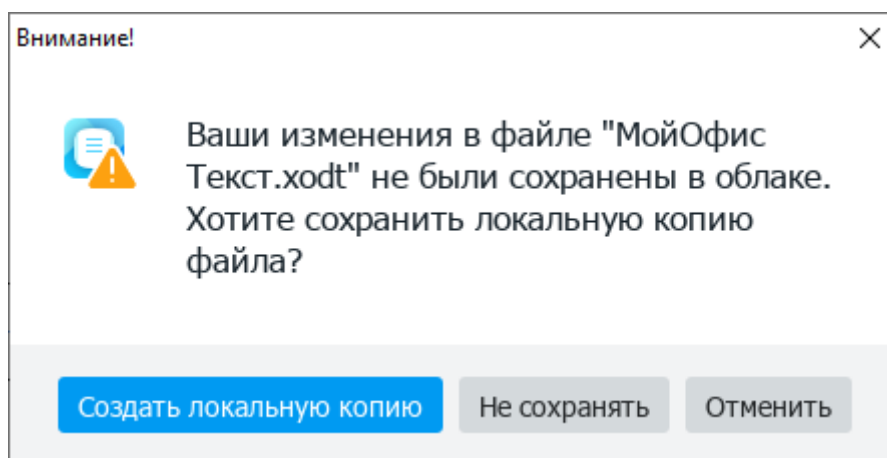 Внимание!
Ваши изменения в файле "МойОфис
Текст.xodt" не были сохранены в облаке.
Хотите сохранить локальную копию
файла?
Создать локальную копию
Не сохранять
Отменить